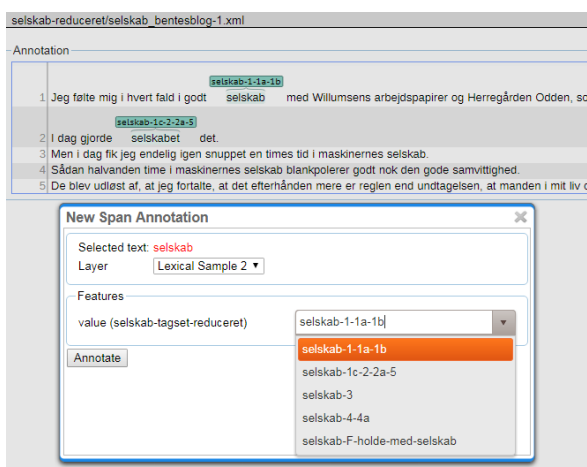 selskab-reduceret/selskab_bentesblog-1.xml
Annotation
selskab-1-1a-1b
1 Jeg følte mig i hvert fald i godt selskab med Willumsens arbejdspapirer og Herregården Odden, so
selskab-1c-2-2a-5
2 I dag gjorde selskabet det.
3 Men i dag fik jeg endelig igen snuppet en times tid i maskinernes selskab.
4 Sådan halvanden time i maskinernes selskab blankpolerer godt nok den gode samvittighed.
5 De blev udløst af, at jeg fortalte, at det efterhånden mere er reglen end undtagelsen, at manden i mit liv
New Span Annotation
Selected text: selskab
Layer Lexical Sample 2
Features
value (selskab-tagset-reduceret) selskab-1-1a-1b
Annotate
selskab-1-1a-1b
selskab-1c-2-2a-5
selskab-3
selskab-4-4a
selskab-F-holde-med-selskab